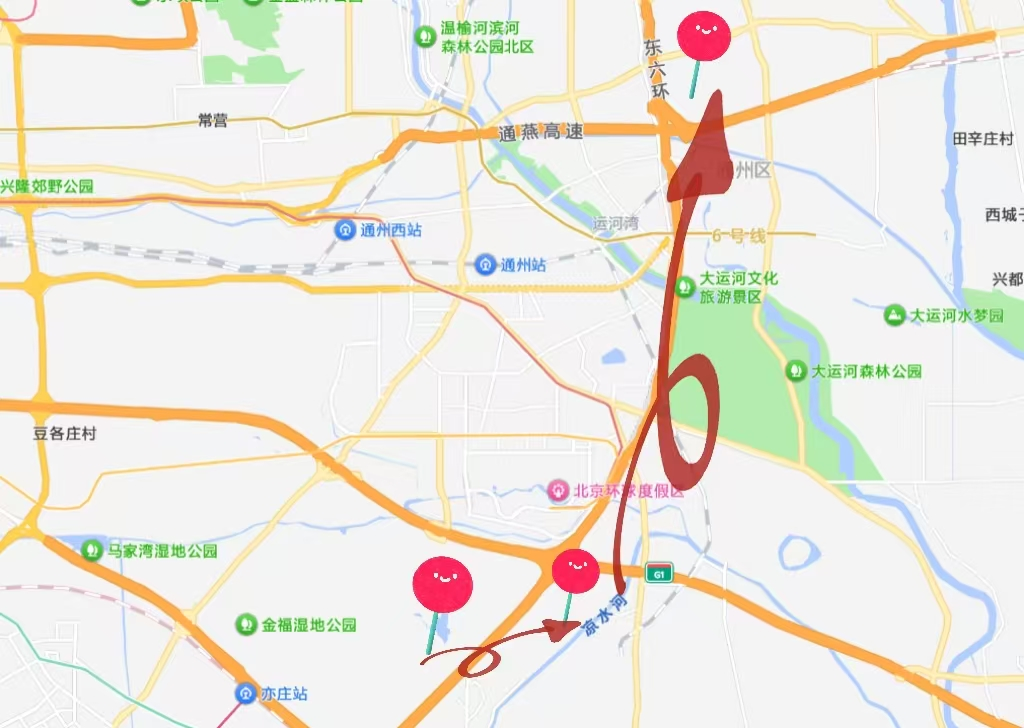 温榆河滨河
森林公园北区
东六环
常营
通燕高速
田辛庄村
兴隆郊野公园
州区
西城子
通州西站
运河湾
6号线
通州站
大运河文化
旅游景区
兴都
大运河水梦园
大运河森林公园
豆各庄村
北京环球度假区
马家湾湿地公园
G1
金福湿地公园
凉水河
亦庄站